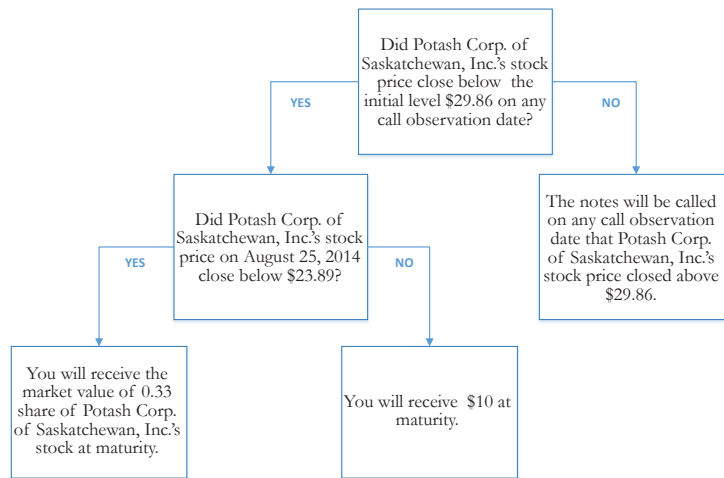 Did Potash Corp. of
Saskatchewan, Inc.'s stock
price close below the
initial level $29.86 on any
call observation date?
YES
NO
Did Potash Corp. of
Saskatchewan, Inc.'s stock
price on August 25, 2014
close below $23.89?
The notes will be called
on any call observation
date that Potash Corp.
of Saskatchewan, Inc.'s
stock price closed above
$29.86.
YES
NO
You will receive the
market value of 0.33
share of Potash Corp.
of Saskatchewan, Inc.'s
stock at maturity.
You will receive $10 at
maturity.